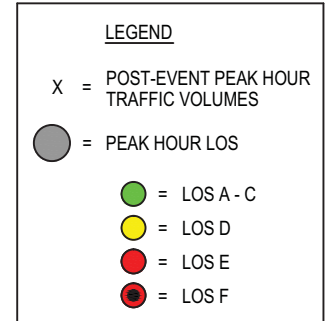 LEGEND
X = POST-EVENT PEAK HOUR
TRAFFIC VOLUMES
= PEAK HOUR LOS
= LOS A - C
= LOS D
= LOS E
= LOS F